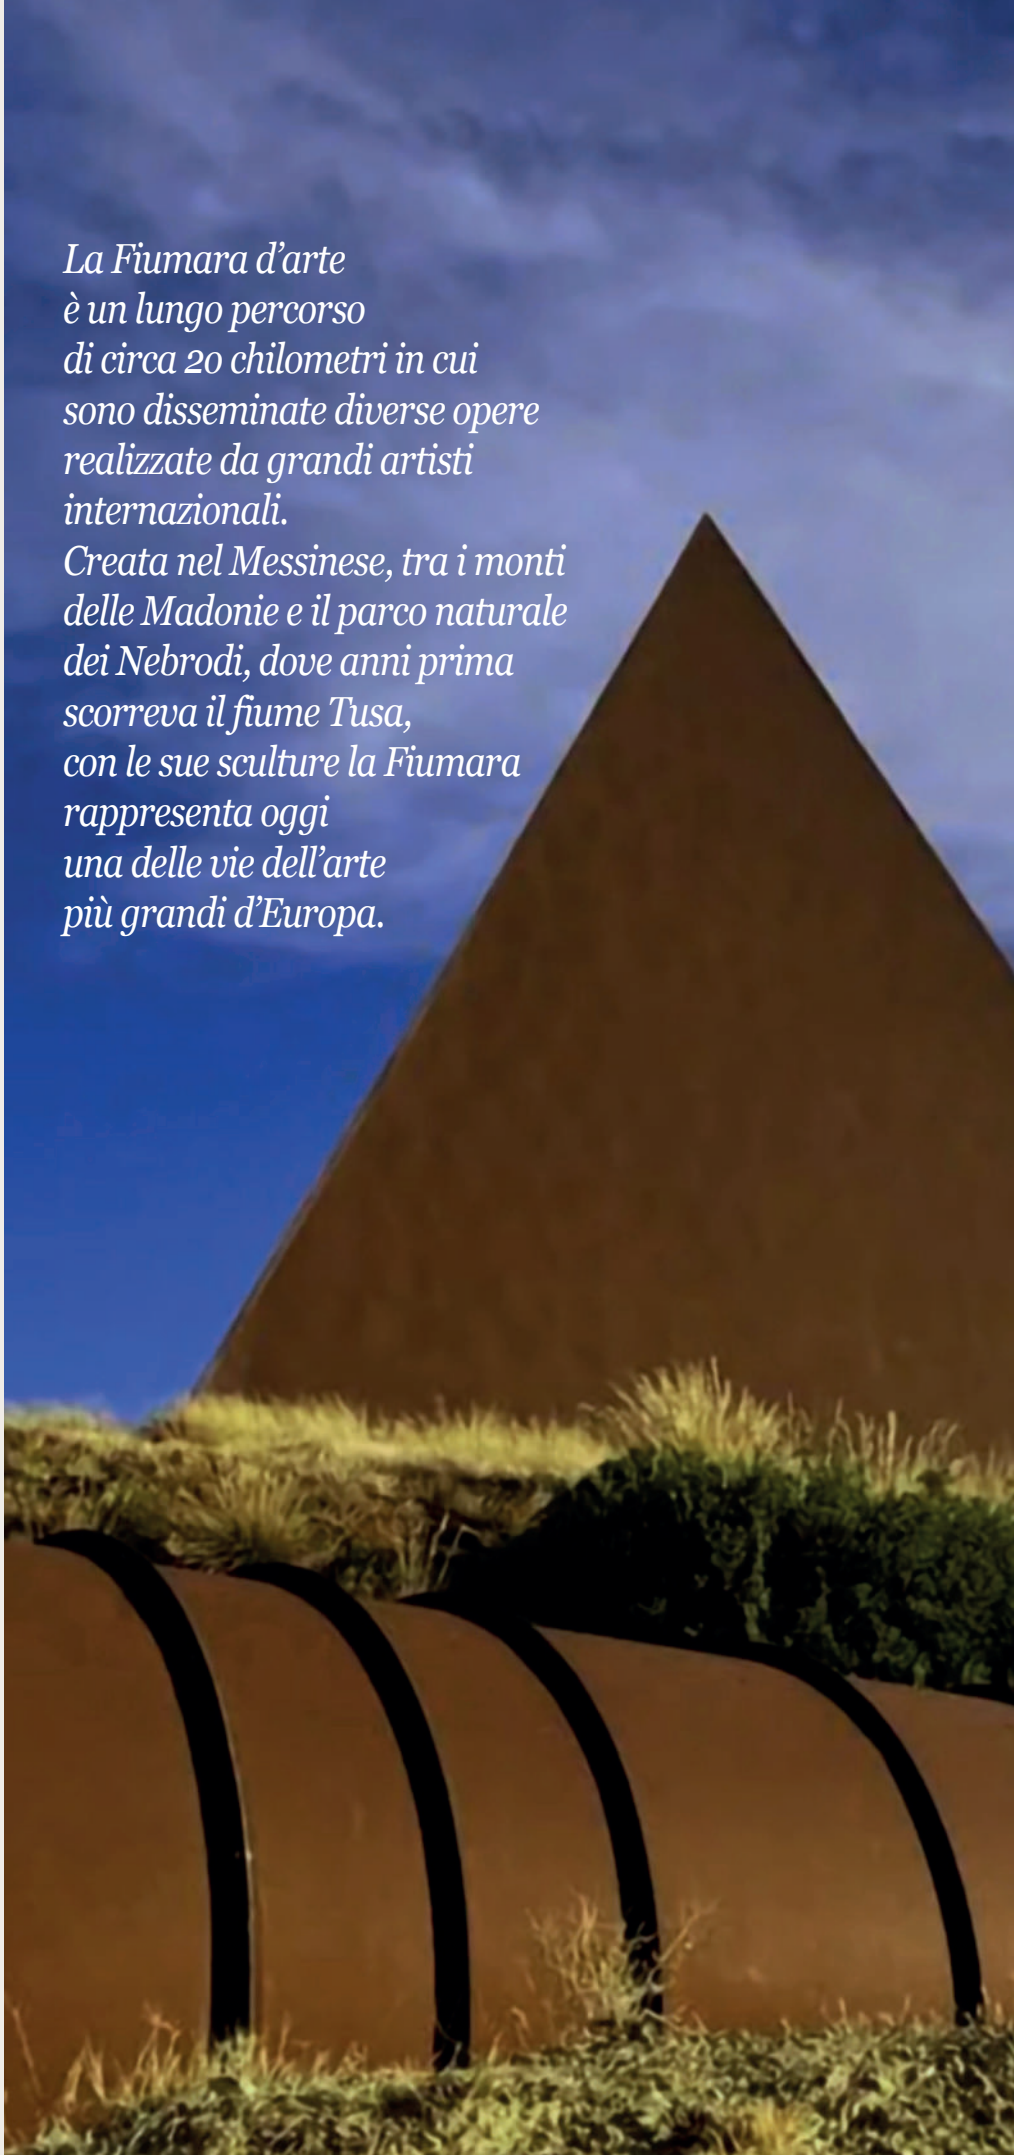 La Fiumara d’arte
è un lungo percorso
di circa 20 chilometri in cui
sono disseminate diverse opere
realizzate da grandi artisti
internazionali.
Creata nel Messinese, tra i monti
delle Madonie e il parco naturale
dei Nebrodi, dove anni prima
scorreva il fiume Tusa,
con le sue sculture la Fiumara
rappresenta oggi
una delle vie dell’arte
più grandi d’Europa.